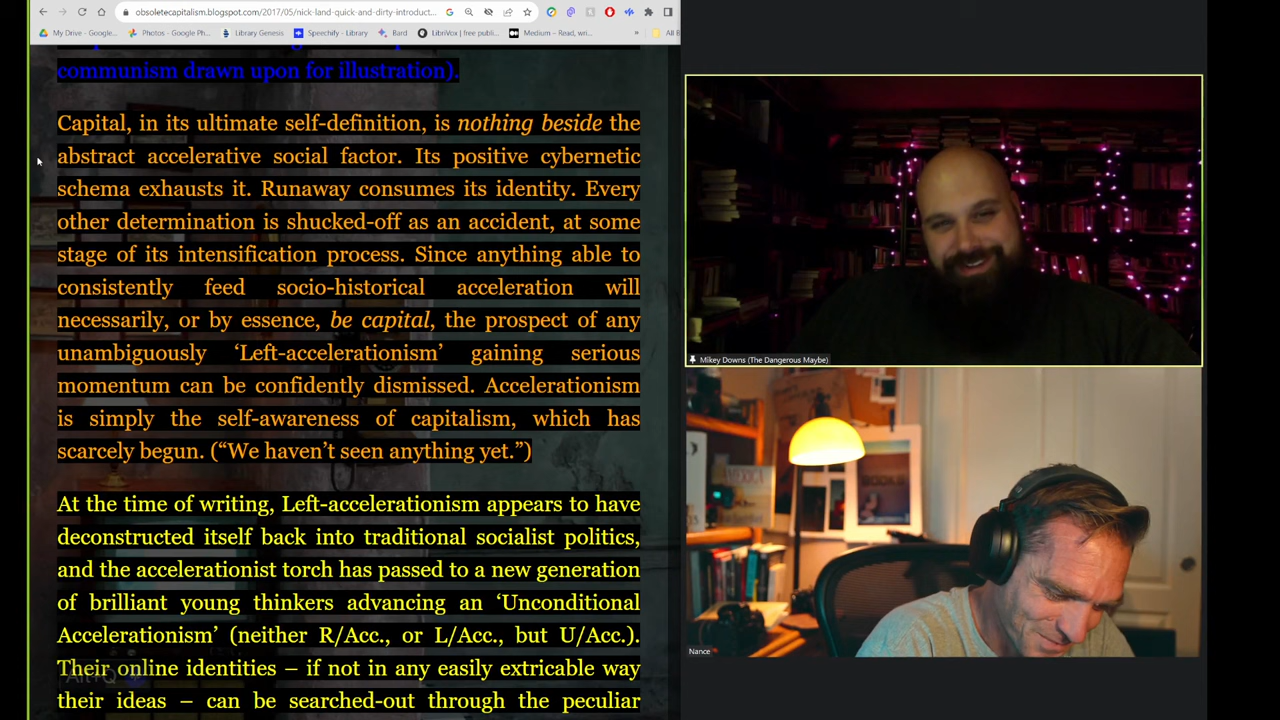 obsoletecapitalism.blogspot.com/2017/05/nick-land-quick-and-dirty-introduct...
My Drive - Google...
Photos - Google Ph...
Library Genesis
Speechify - Library
Bard
LibriVox | free publi...
Medium – Read, wri...
»
All B
communism drawn upon for illustration).
Capital, in its ultimate self-definition, is nothing beside the
abstract accelerative social factor. Its positive cybernetic
schema exhausts it. Runaway consumes its identity. Every
other determination is shucked-off as an accident, at some
stage of its intensification process. Since anything able to
consistently feed socio-historical acceleration will
necessarily, or by essence, be capital, the prospect of any
unambiguously ‘Left-accelerationism’ gaining serious
momentum can be confidently dismissed. Accelerationism
is simply the self-awareness of capitalism, which has
scarcely begun. (“We haven’t seen anything yet.”)
At the time of writing, Left-accelerationism appears to have
deconstructed itself back into traditional socialist politics,
and the accelerationist torch has passed to a new generation
of brilliant young thinkers advancing an ‘Unconditional
Accelerationism’ (neither R/Acc., or L/Acc., but U/Acc.).
Their online identities – if not in any easily extricable way
their ideas – can be searched-out through the peculiar
Alt+Q
Mikey Downs (The Dangerous Maybe)
Nance